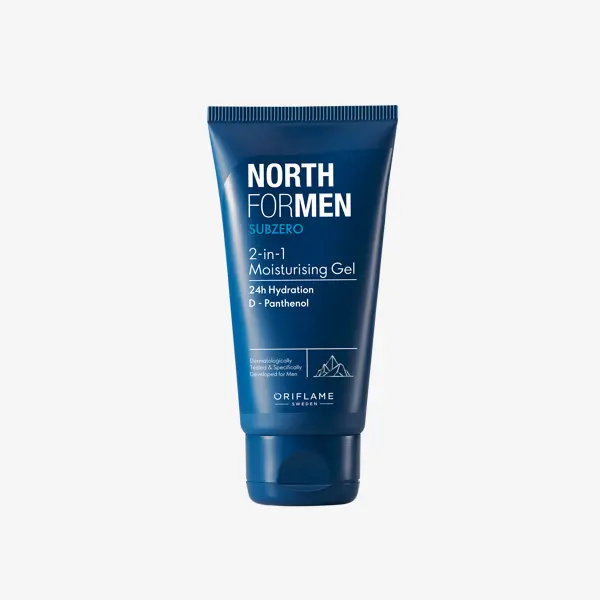 NORTH
FORMEN
SUBZERO
2-in-1
Moisturising Gel
24h Hydration
D - Panthenol
Dermatologically
Tested & Specifically
Developed for Men
ORIFLAME
SWEDEN